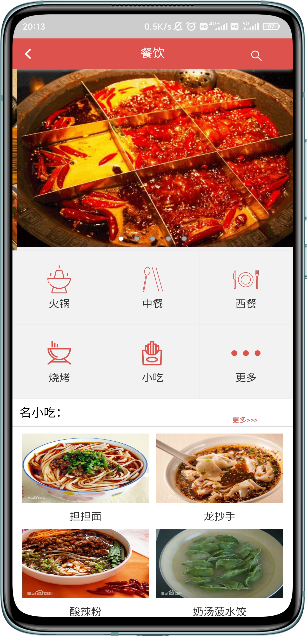 20:13
0.5K/s
餐饮
火锅
中餐
西餐
烧烤
小吃
更多
名小吃：
更多>>>
担担面
龙抄手
酸辣粉
奶汤菠水饺